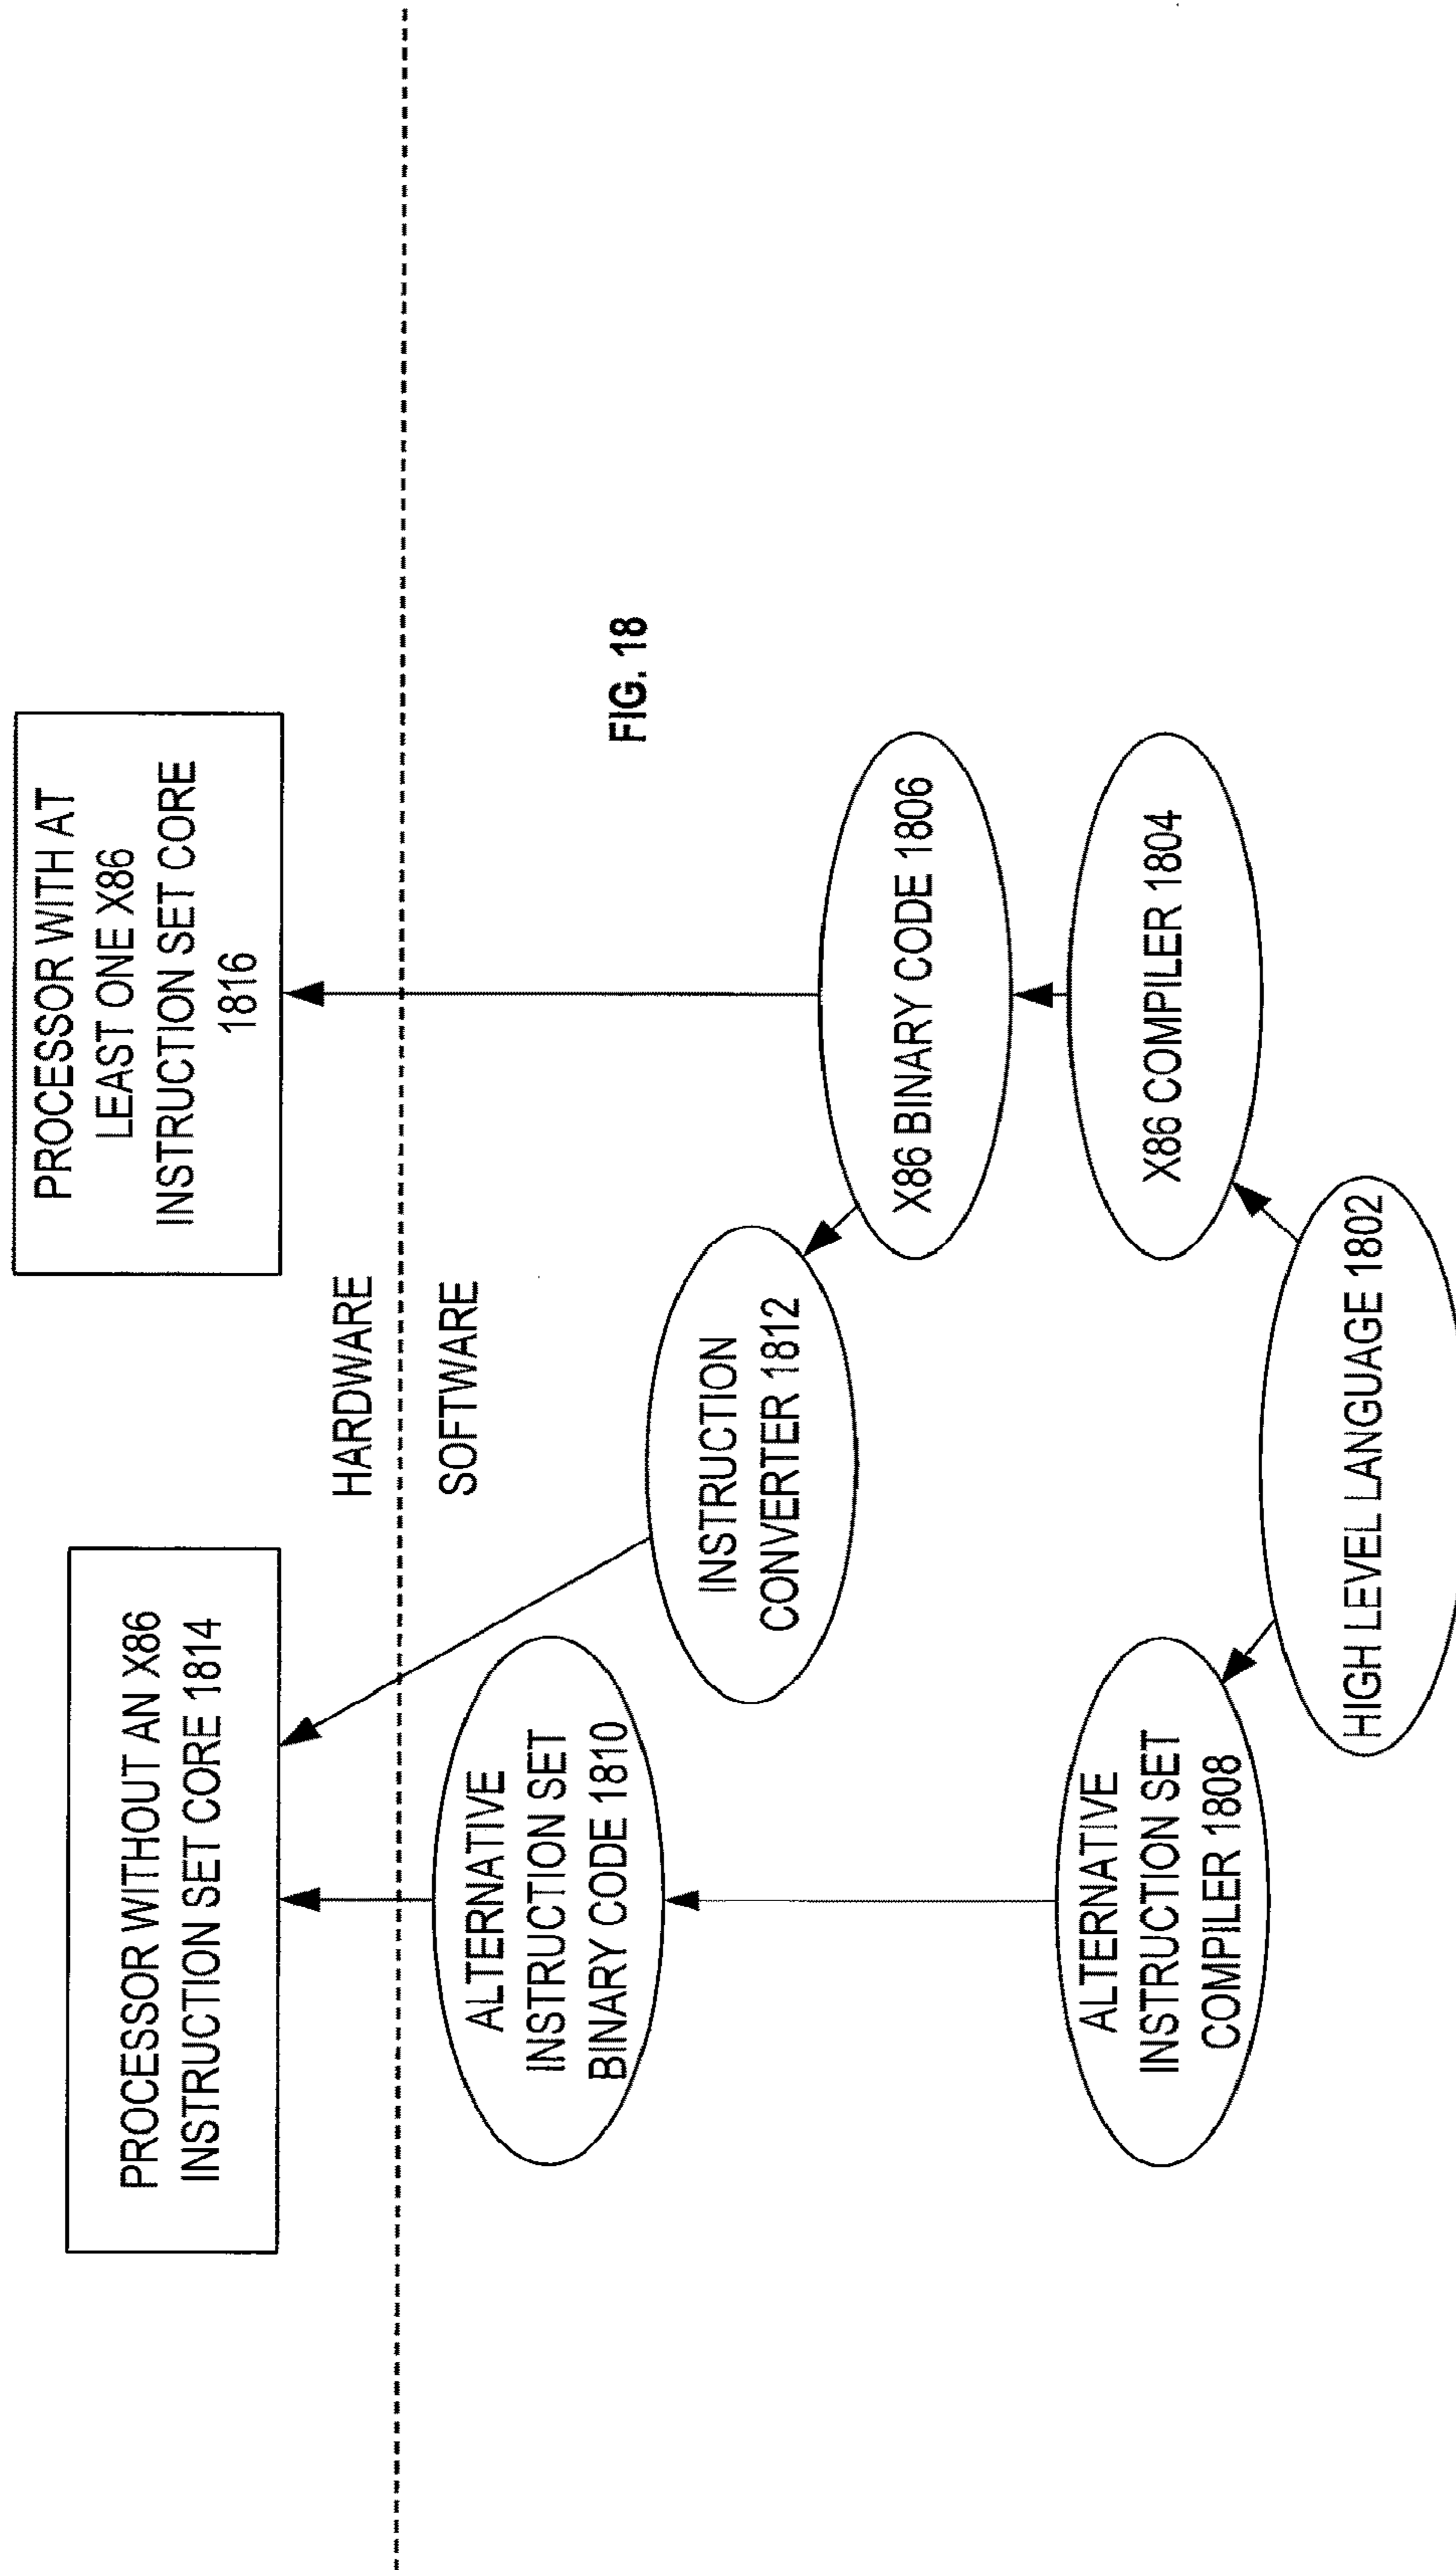 PROCESSOR WITHOUT AN X86
INSTRUCTION SET CORE 1814
PROCESSOR WITH AT
LEAST ONE X86
INSTRUCTION SET CORE
1816
HARDWARE
SOFTWARE
ALTERNATIVE
INSTRUCTION SET
BINARY CODE 1810
INSTRUCTION
CONVERTER 1812
FIG. 18
X86 BINARY CODE 1806
ALTERNATIVE
INSTRUCTION SET
COMPILER 1808
X86 COMPILER 1804
HIGH LEVEL LANGUAGE 1802